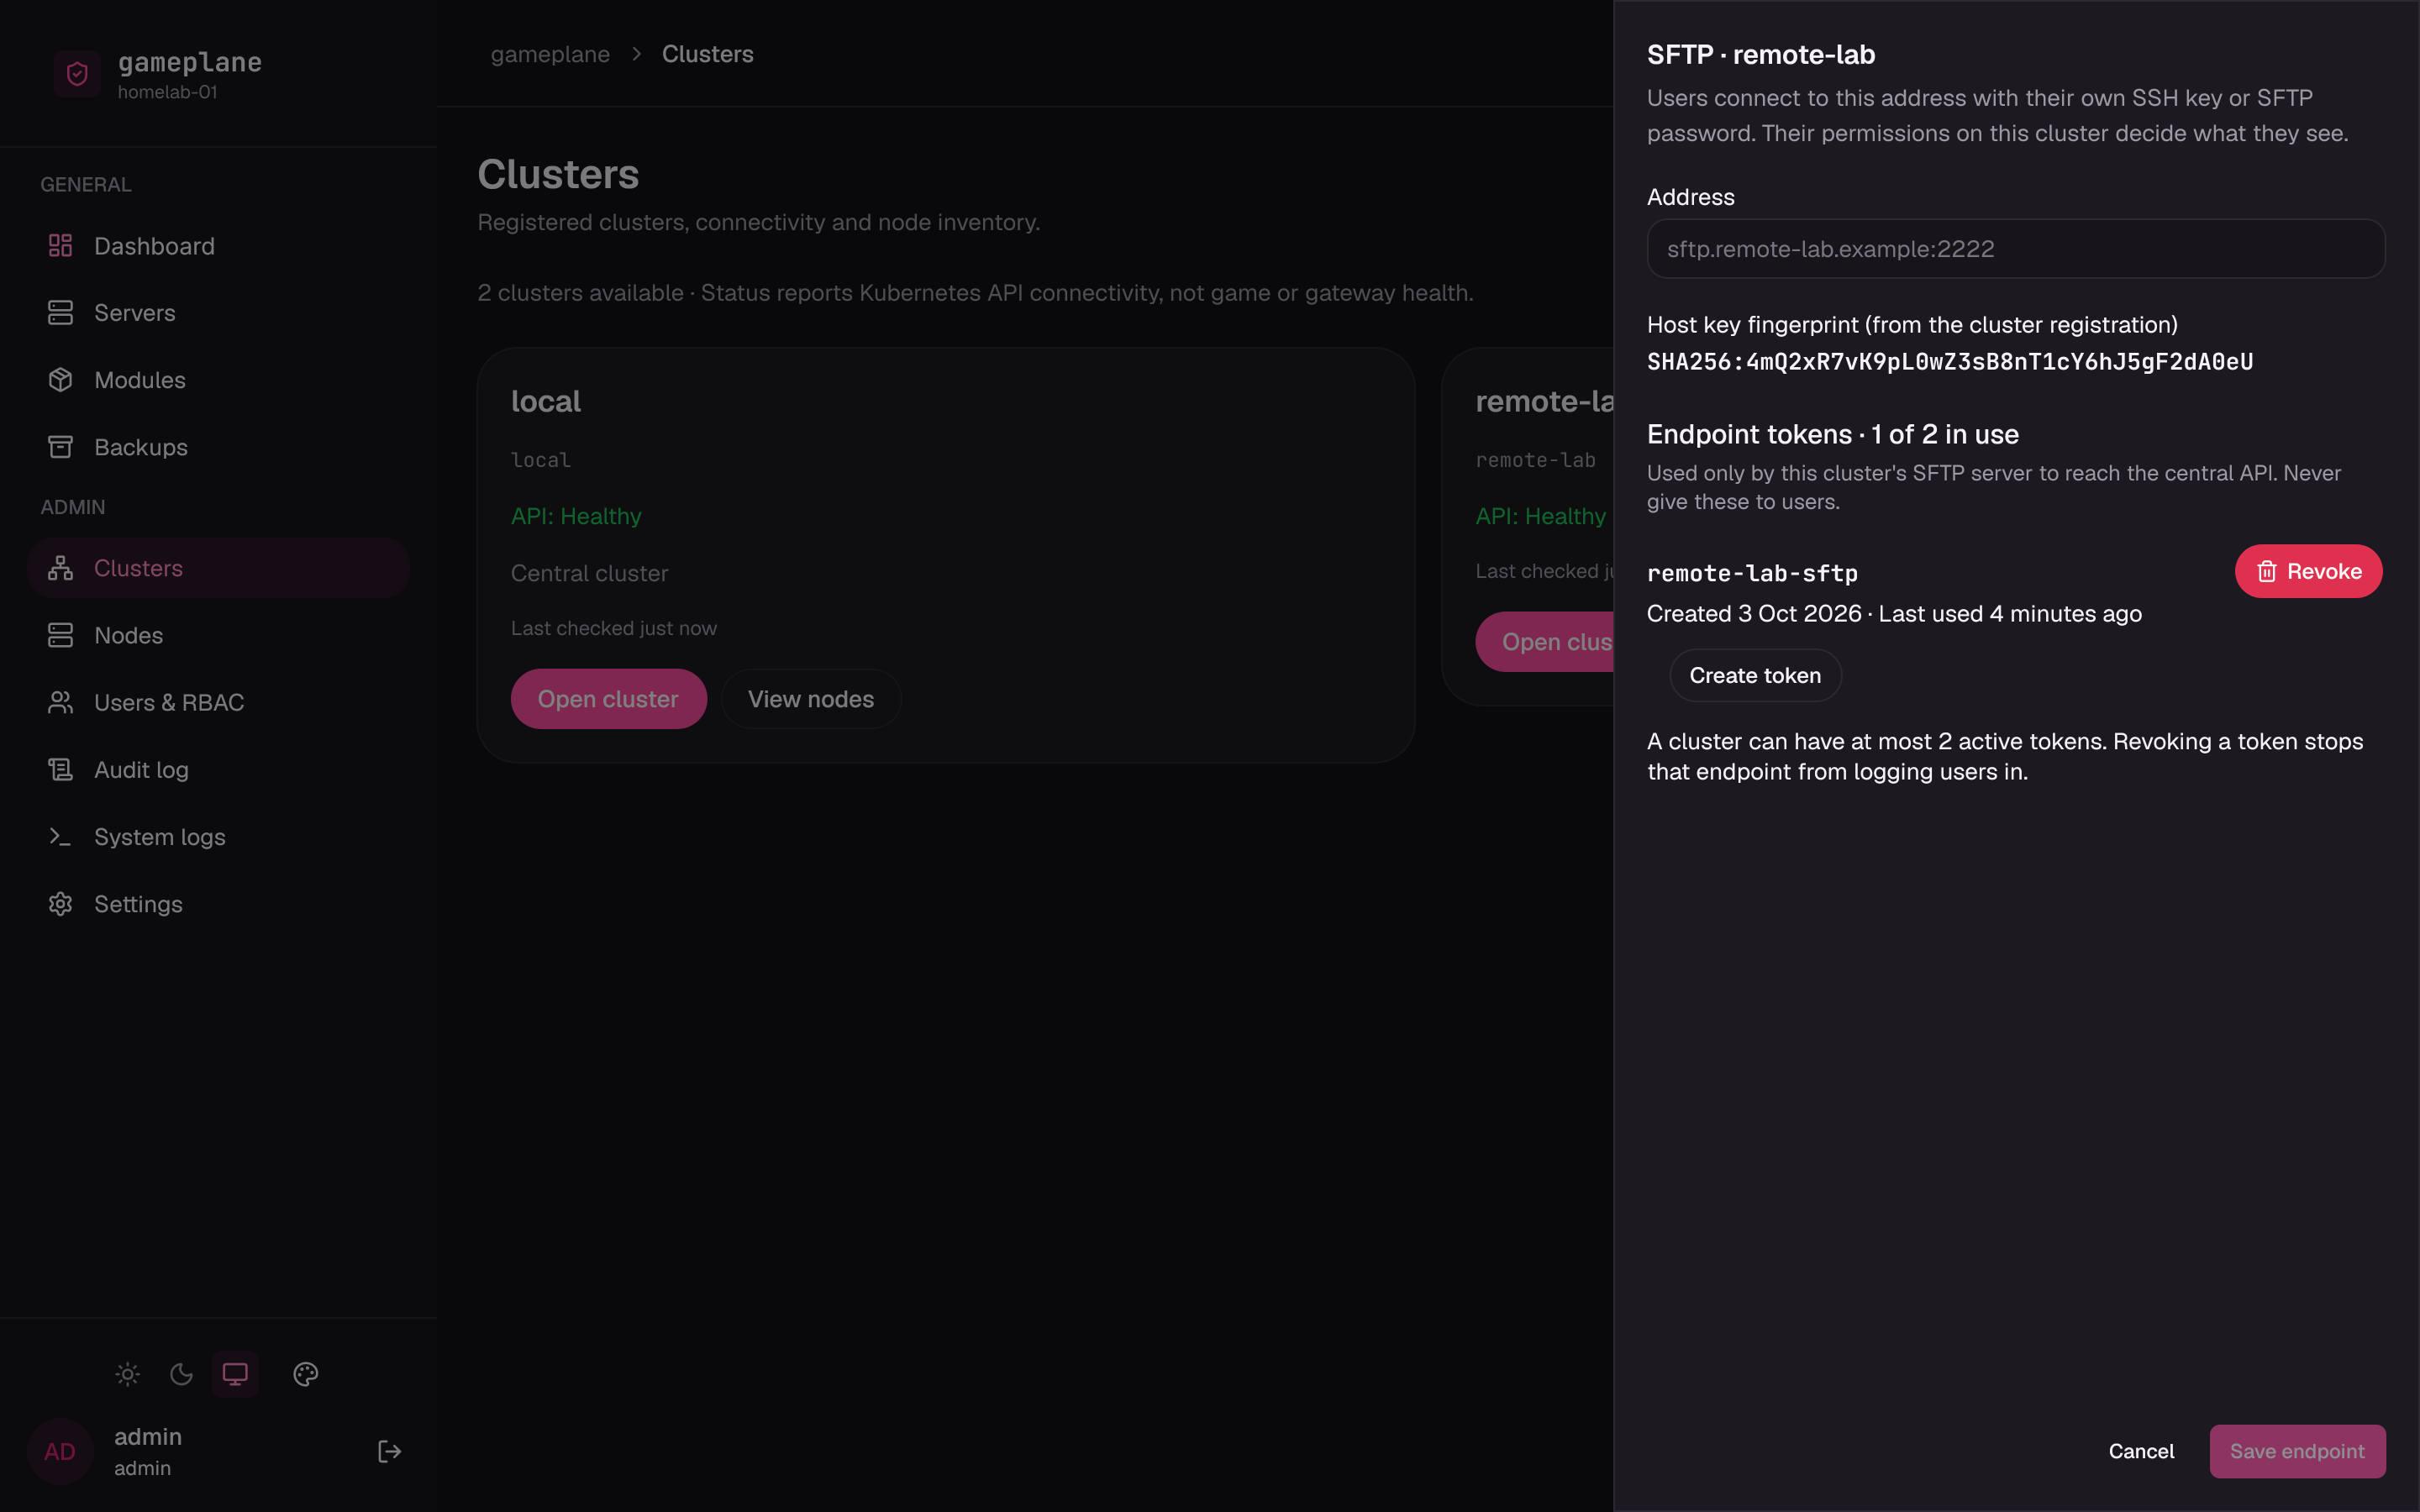 gameplane
homelab-01
GENERAL
Dashboard
Servers
Modules
Backups
ADMIN
Clusters
Nodes
Users & RBAC
Audit log
System logs
Settings
AD
admin
admin
gameplane > Clusters
Clusters
Registered clusters, connectivity and node inventory.
2 clusters available · Status reports Kubernetes API connectivity, not game or gateway health.
local
local
API: Healthy
Central cluster
Last checked just now
Open cluster
View nodes
remote-la
remote-lab
API: Healthy
Last checked ju
Open clus
SFTP · remote-lab
Users connect to this address with their own SSH key or SFTP
password. Their permissions on this cluster decide what they see.
Address
sftp.remote-lab.example:2222
Host key fingerprint (from the cluster registration)
SHA256:4mQ2xR7vK9pL0wZ3sB8nT1cY6hJ5gF2dA0eU
Endpoint tokens · 1 of 2 in use
Used only by this cluster's SFTP server to reach the central API. Never
give these to users.
remote-lab-sftp
Revoke
Created 3 Oct 2026 · Last used 4 minutes ago
Create token
A cluster can have at most 2 active tokens. Revoking a token stops
that endpoint from logging users in.
Cancel
Save endpoint